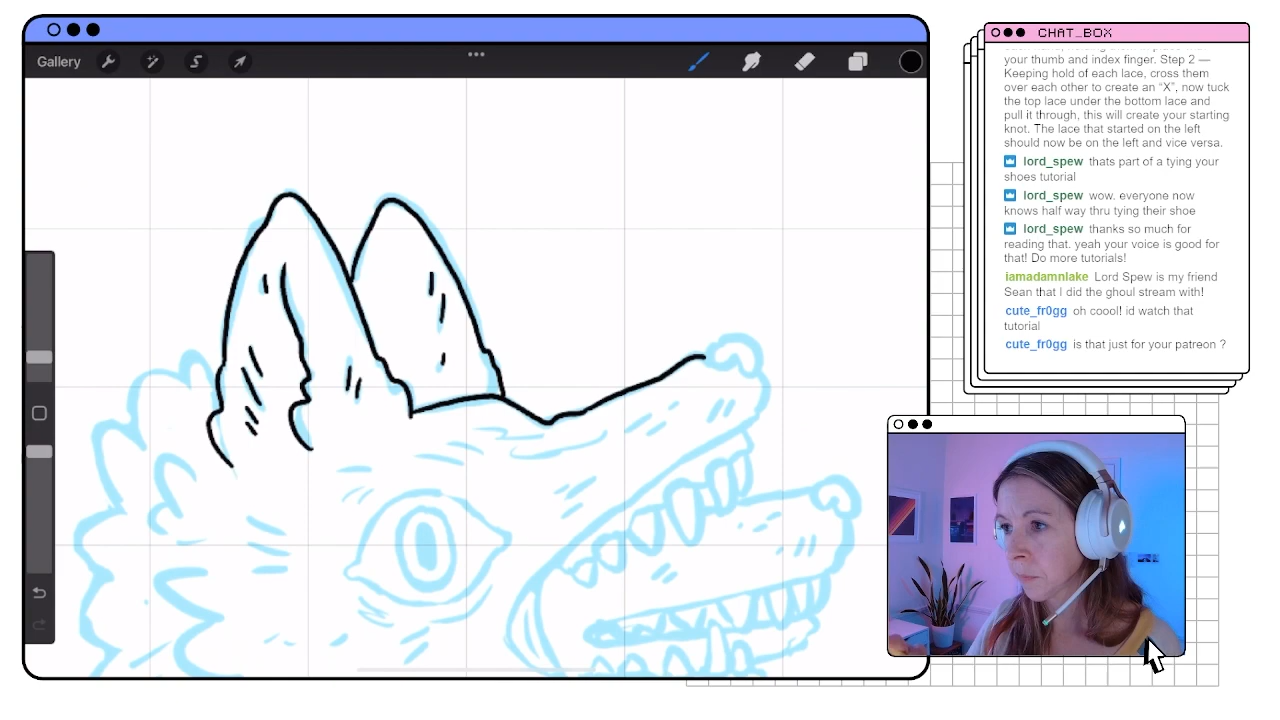 Gallery
CHAT_BOX
your thumb and index finger. Step 2 —
Keeping hold of each lace, cross them
over each other to create an "X", now tuck
the top lace under the bottom lace and
pull it through, this will create your starting
knot. The lace that started on the left
should now be on the left and vice versa.
lord_spew thats part of a tying your
shoes tutorial
lord_spew wow. everyone now
knows half way thru tying their shoe
lord_spew thanks so much for
reading that. yeah your voice is good for
that! Do more tutorials!
iamadamnlake Lord Spew is my friend
Sean that I did the ghoul stream with!
cute_fr0gg oh coool! id watch that
tutorial
cute_fr0gg is that just for your patreon ?